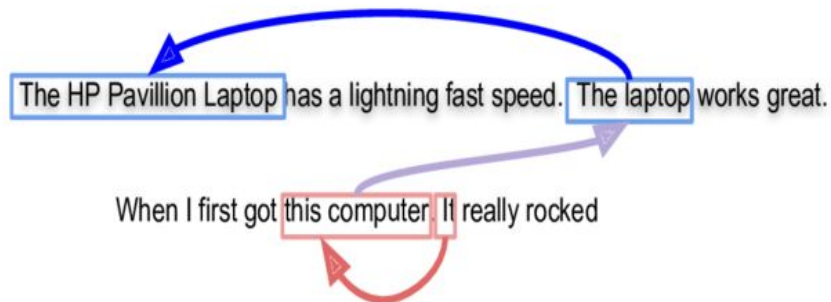 The HP Pavillion Laptop has a lightning fast speed. The laptop works great.
When I first got this computer. It really rocked